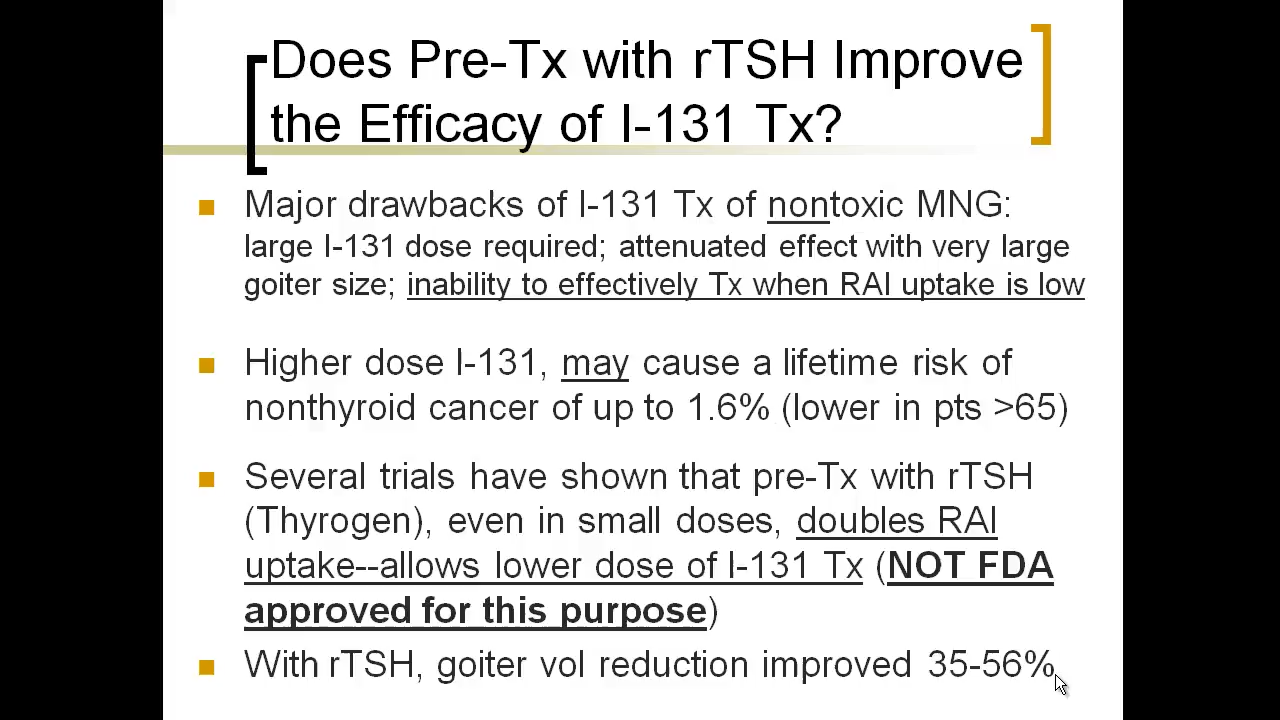 Does Pre-Tx with rTSH Improve
the Efficacy of I-131 Tx?
Major drawbacks of I-131 Tx of nontoxic MNG:
large I-131 dose required; attenuated effect with very large
goiter size; inability to effectively Tx when RAI uptake is low
Higher dose I-131, may cause a lifetime risk of
nonthyroid cancer of up to 1.6% (lower in pts >65)
Several trials have shown that pre-Tx with rTSH
(Thyrogen), even in small doses, doubles RAI
uptake--allows lower dose of I-131 Tx (NOT FDA
approved for this purpose)
With rTSH, goiter vol reduction improved 35-56%